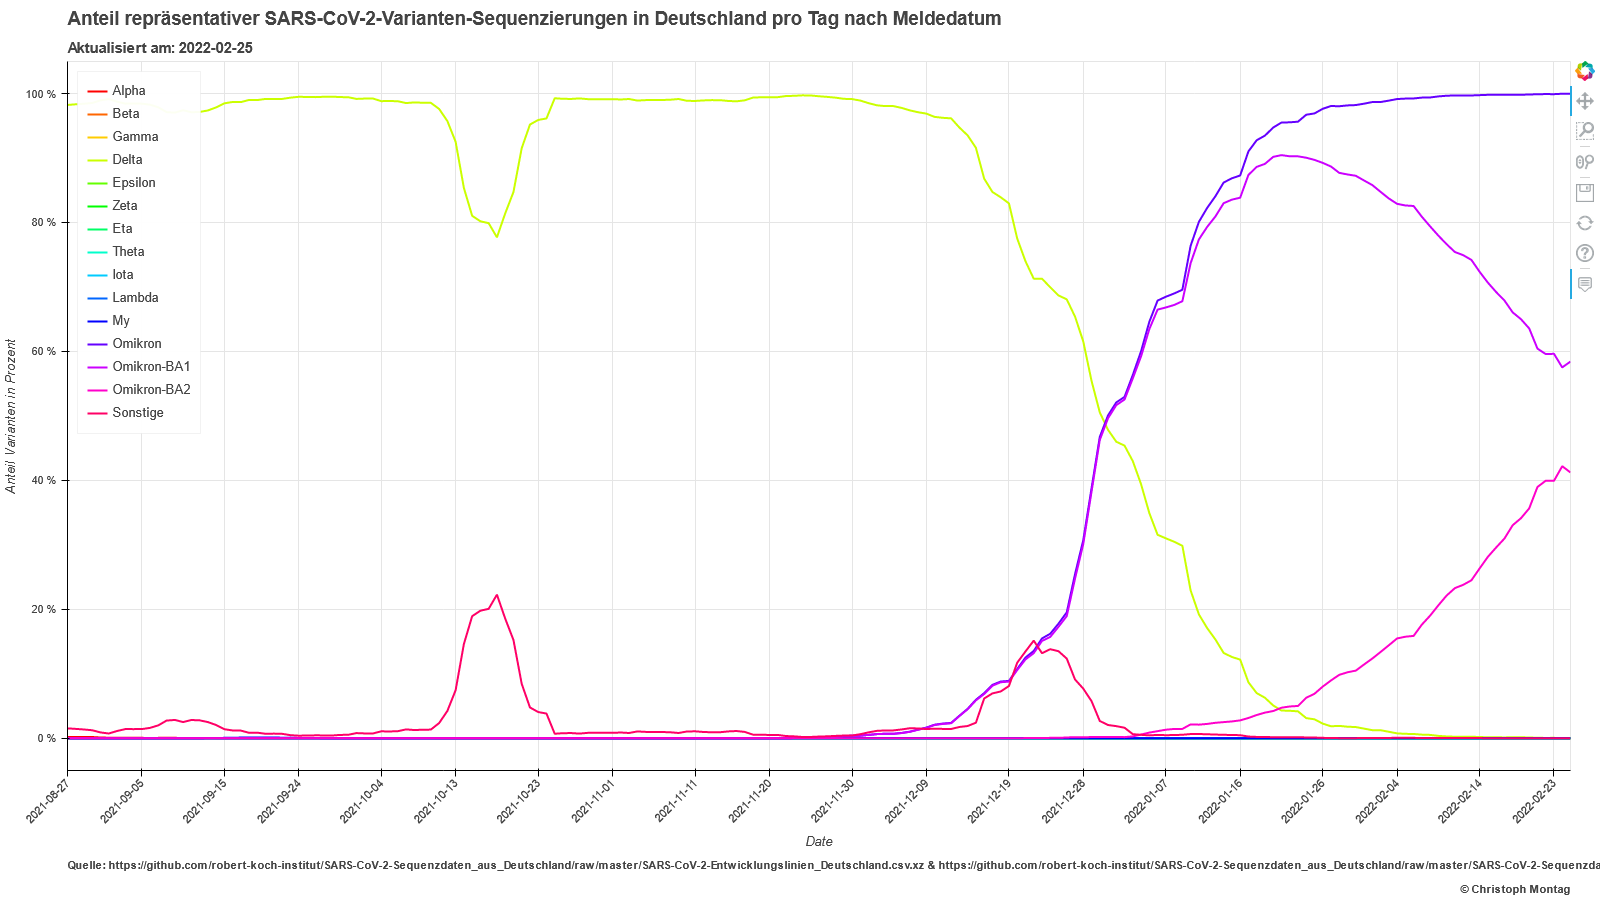 Anteil repräsentativer SARS-CoV-2-Varianten-Sequenzierungen in Deutschland pro Tag nach Meldedatum
Aktualisiert am: 2022-02-25
Alpha
Beta
Gamma
Delta
Epsilon
Zeta
Eta
Theta
Iota
Lambda
My
Omikron
Omikron-BA1
Omikron-BA2
Sonstige
100 %
80 %
60 %
40 %
20 %
0 %
Anteil Varianten in Prozent
2021-08-27
2021-09-05
2021-09-15
2021-09-24
2021-10-04
2021-10-13
2021-10-23
2021-11-01
2021-11-11
2021-11-20
2021-11-30
2021-12-09
2021-12-19
2021-12-28
2022-01-07
2022-01-16
2022-01-26
2022-02-04
2022-02-14
2022-02-23
Date
Quelle: https://github.com/robert-koch-institut/SARS-CoV-2-Sequenzdaten_aus_Deutschland/raw/master/SARS-CoV-2-Entwicklungslinien_Deutschland.csv.xz & https://github.com/robert-koch-institut/SARS-CoV-2-Sequenzdaten_aus_Deutschland/raw/master/SARS-CoV-2-Sequenzda
© Christoph Montag